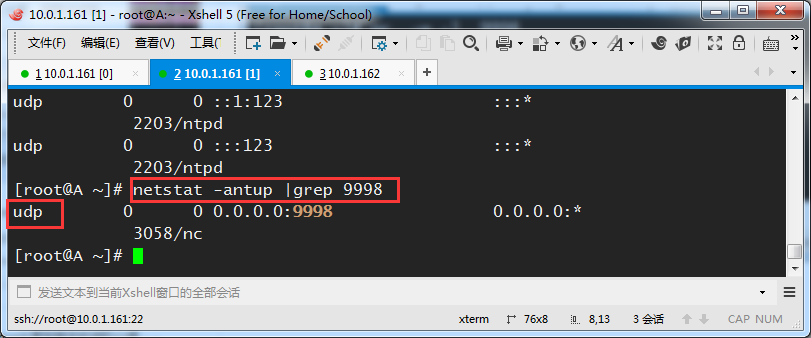 10.0.1.161 [1] - root@A:~ - Xshell 5 (Free for Home/School)
文件(F) 编辑(E) 查看(V) 工具(
1 10.0.1.161 [0] × 2 10.0.1.161 [1] × 3 10.0.1.162 × +
udp 0 0 ::1:123 :::*
2203/ntpd
udp 0 0 :::123 :::*
2203/ntpd
[root@A ~]# netstat -antup |grep 9998
udp 0 0 0.0.0.0:9998 0.0.0.0:*
3058/nc
[root@A ~]#
发送文本到当前Xshell窗口的全部会话
ssh://root@10.0.1.161:22 xterm 76x8 8,13 3 会话 CAP NUM